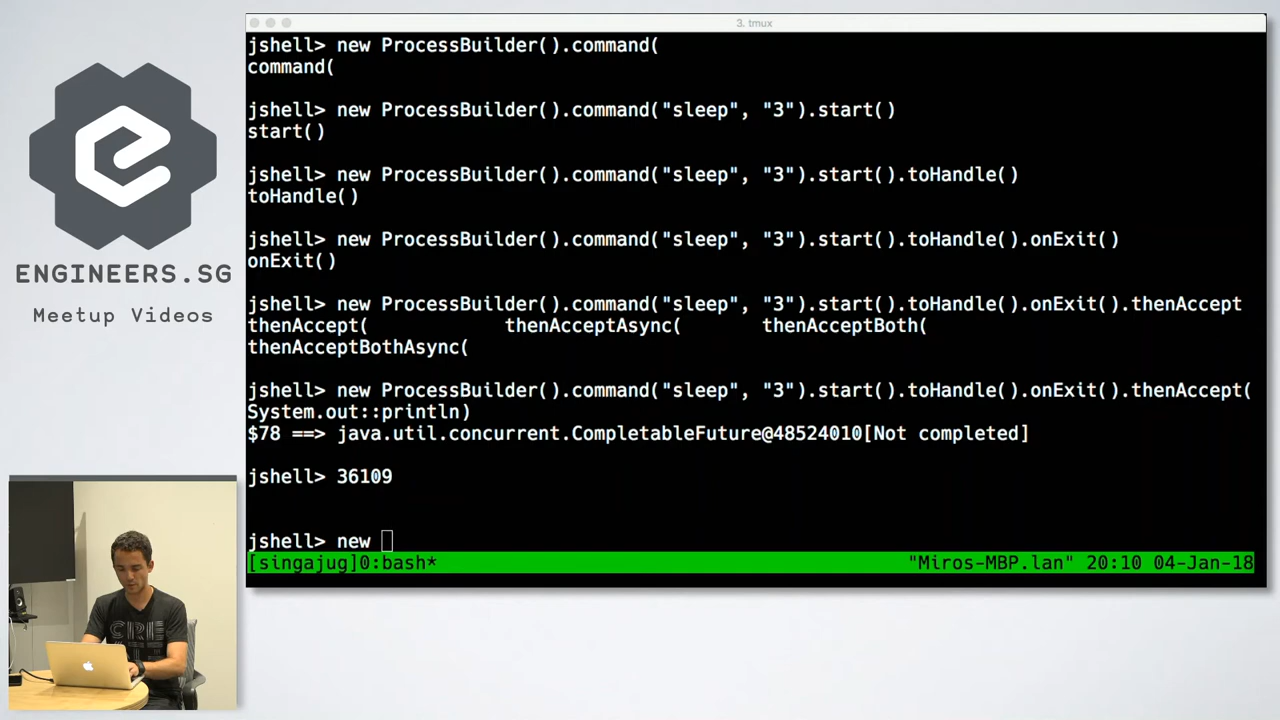 3. tmux
jshell> new ProcessBuilder().command(
command(
jshell> new ProcessBuilder().command("sleep", "3").start()
start()
jshell> new ProcessBuilder().command("sleep", "3").start().toHandle()
toHandle()
jshell> new ProcessBuilder().command("sleep", "3").start().toHandle().onExit()
onExit()
jshell> new ProcessBuilder().command("sleep", "3").start().toHandle().onExit().thenAccept
thenAccept( thenAcceptAsync( thenAcceptBoth(
thenAcceptBothAsync(
jshell> new ProcessBuilder().command("sleep", "3").start().toHandle().onExit().thenAccept(
System.out::println)
$78 ==> java.util.concurrent.CompletableFuture@48524010[Not completed]
jshell> 36109
jshell> new
[singajug]0:bash* "Miros-MBP.lan" 20:10 04-Jan-18
ENGINEERS.SG
Meetup Videos